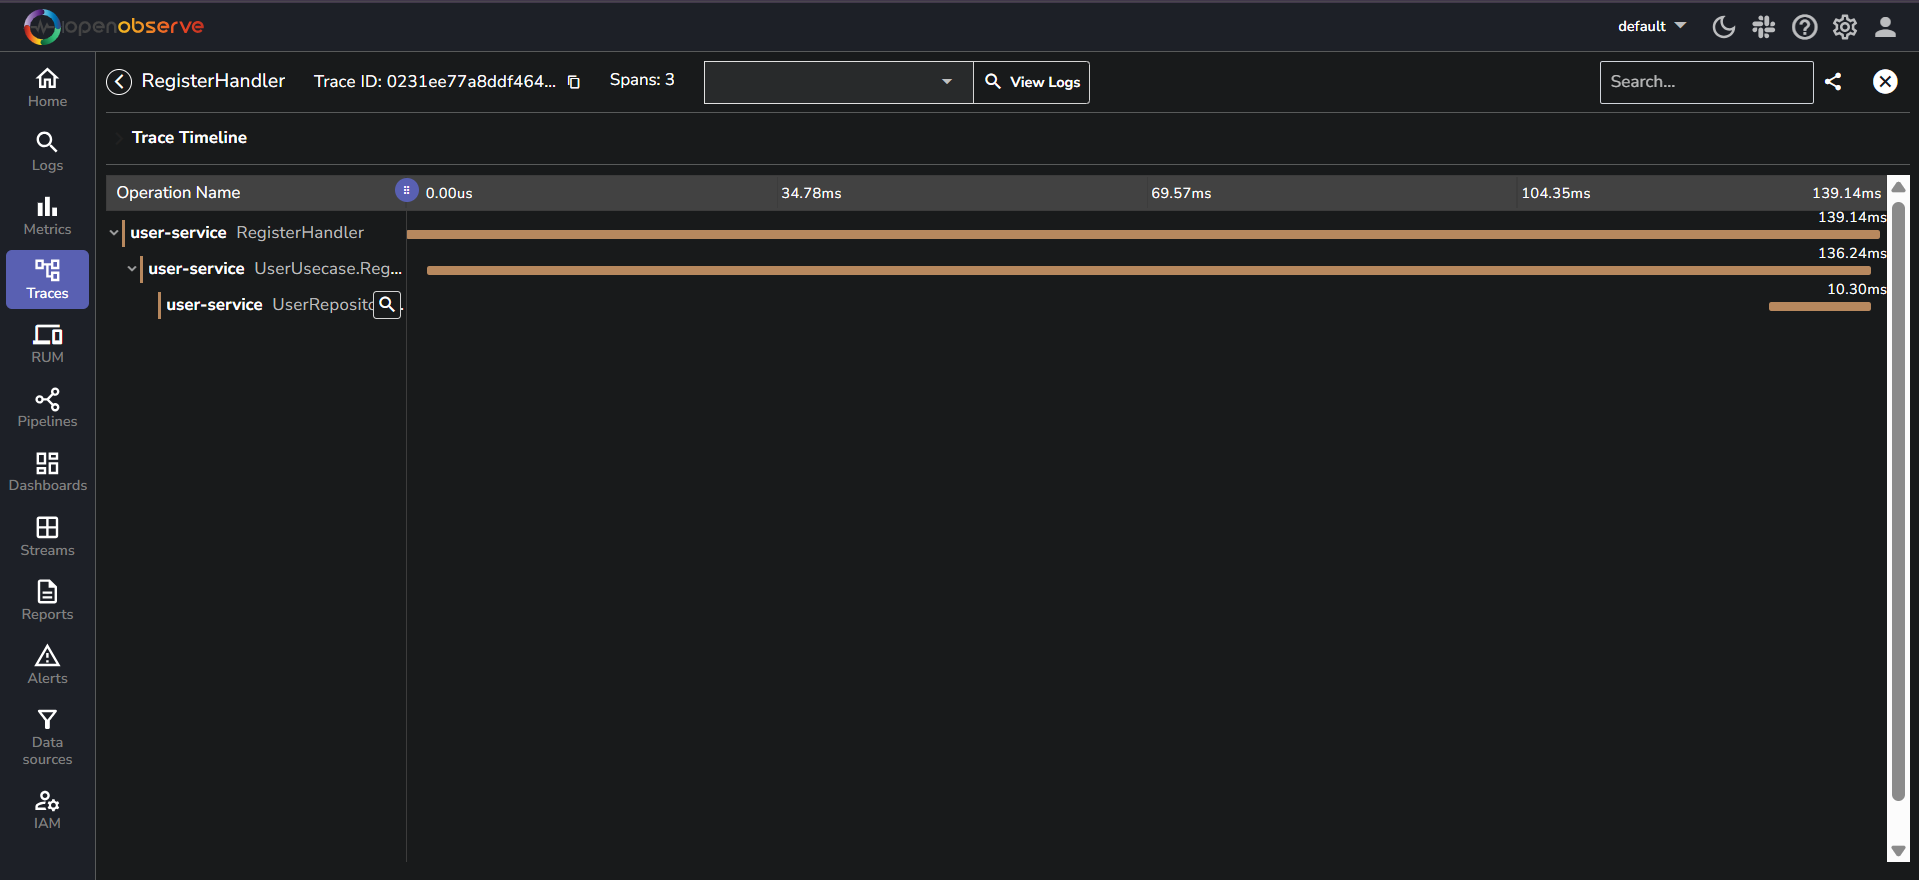 openobserve
default
Home
Logs
Metrics
Traces
RUM
Pipelines
Dashboards
Streams
Reports
Alerts
Data
sources
IAM
RegisterHandler Trace ID: 0231ee77a8ddf464... Spans: 3 View Logs Search...
Trace Timeline
Operation Name 0.00us 34.78ms 69.57ms 104.35ms 139.14ms
user-service RegisterHandler 139.14ms
user-service UserUsecase.Reg... 136.24ms
user-service UserReposito 10.30ms